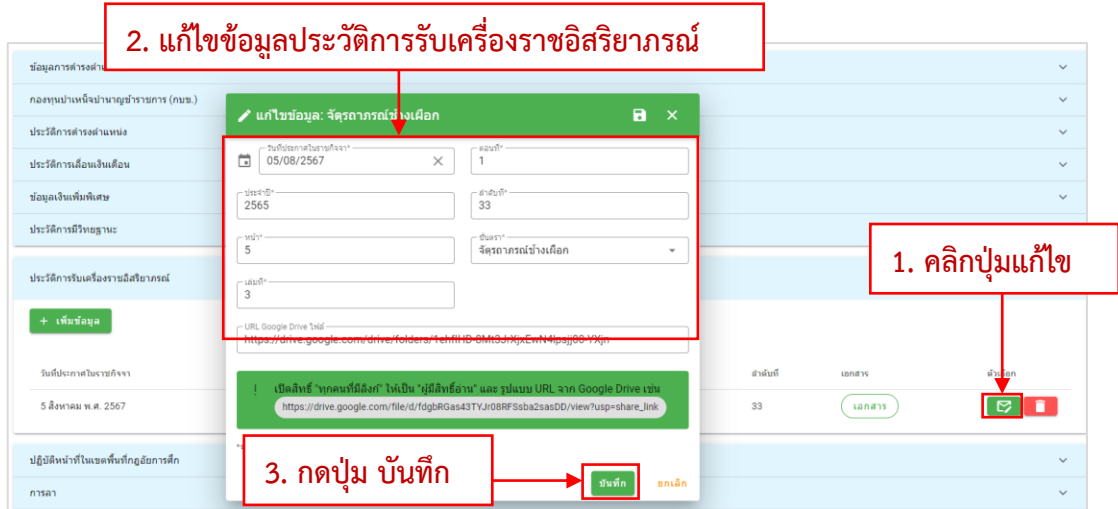 2. แก้ไขข้อมูลประวัติการรับเครื่องราชอิสริยาภรณ์
ข้อมูลการดำรงตำแ
กองทุนบำเหน็จบำนาญข้าราชการ (กบข.)
ประวัติการดำรงตำแหน่ง
ประวัติการเลื่อนเงินเดือน
ข้อมูลเงินเพิ่มพิเศษ
ประวัติการมีวิทยฐานะ
แก้ไขข้อมูล: จัตุรถาภรณ์ช้างเผือก
วันที่ประกาศในราชกิจจา*
05/08/2567
ตอนที่*
1
ประจำปี*
2565
ลำดับที่*
33
หน้า*
5
ชั้นตรา*
จัตุรถาภรณ์ช้างเผือก
เล่มที่*
3
URL Google Drive ไฟล์
1. คลิกปุ่มแก้ไข
ประวัติการรับเครื่องราชอิสริยาภรณ์
+ เพิ่มข้อมูล
เปิดสิทธิ์ "ทุกคนที่มีลิงก์" ให้เป็น "ผู้มีสิทธิ์อ่าน" และ รูปแบบ URL จาก Google Drive เช่น
https://drive.google.com/file/d/fdgbRGas43TYJr08RFSsba2sasDD/view?usp=share_link
วันที่ประกาศในราชกิจจา
ลำดับที่
เอกสาร
ตัวเลือก
5 สิงหาคม พ.ศ. 2567
33
เอกสาร
3. กดปุ่ม บันทึก
บันทึก
ยกเลิก
ปฏิบัติหน้าที่ในเขตพื้นที่กฎอัยการศึก
การลา